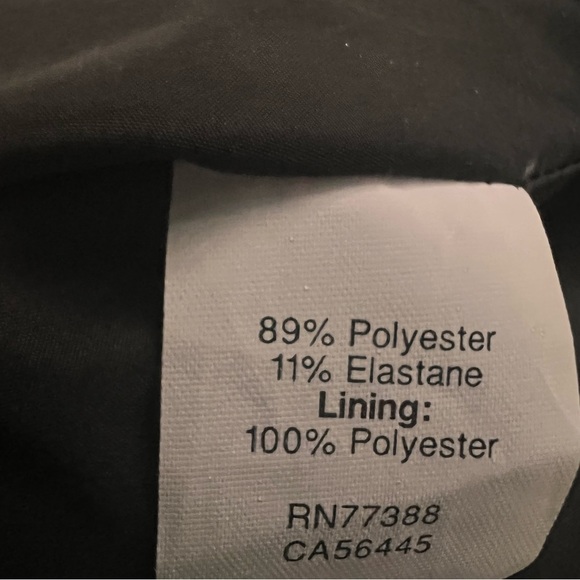 89% Polyester
11% Elastane
Lining:
100% Polyester
RN77388
CA56445